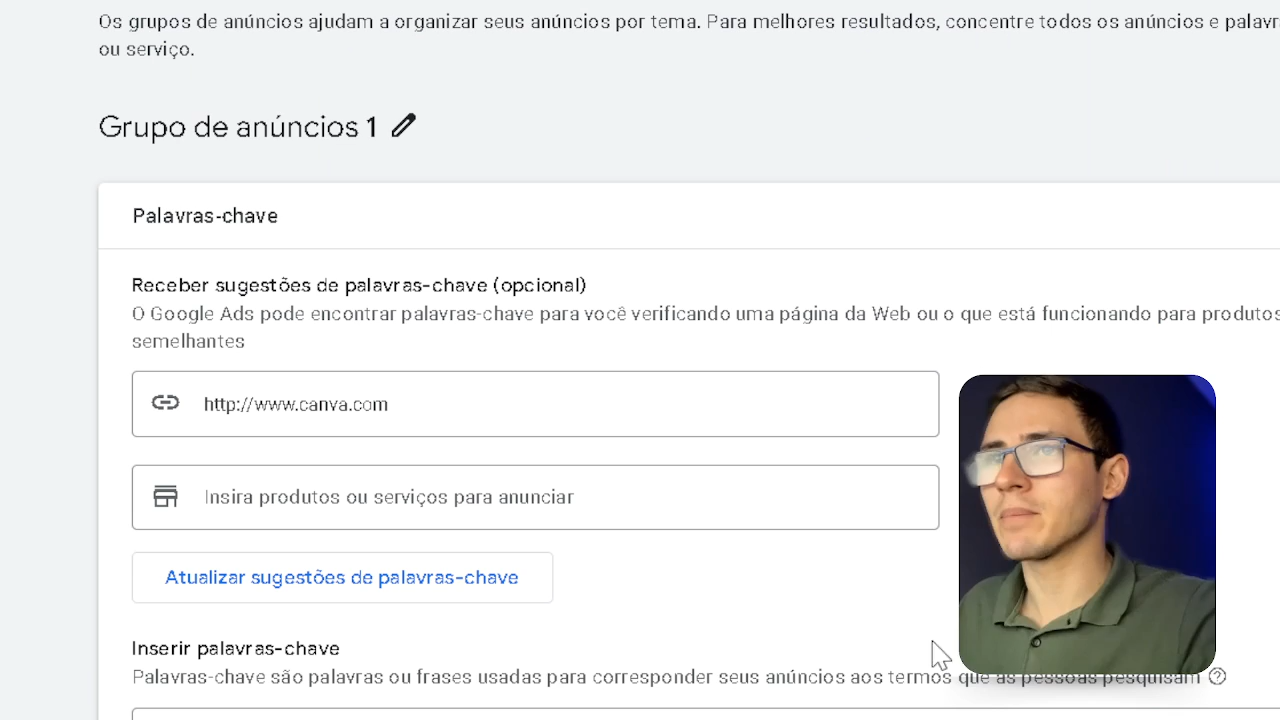 Os grupos de anúncios ajudam a organizar seus anúncios por tema. Para melhores resultados, concentre todos os anúncios e
ou serviço.
Grupo de anúncios 1
Palavras-chave
Receber sugestões de palavras-chave (opcional)
O Google Ads pode encontrar palavras-chave para você verificando uma página da Web ou o que está funcionando para produtos
semelhantes
http://www.canva.com
Insira produtos ou serviços para anunciar
Atualizar sugestões de palavras-chave
Inserir palavras-chave
Palavras-chave são palavras ou frases usadas para corresponder seus anúncios aos termos que as pessoas pesquisam